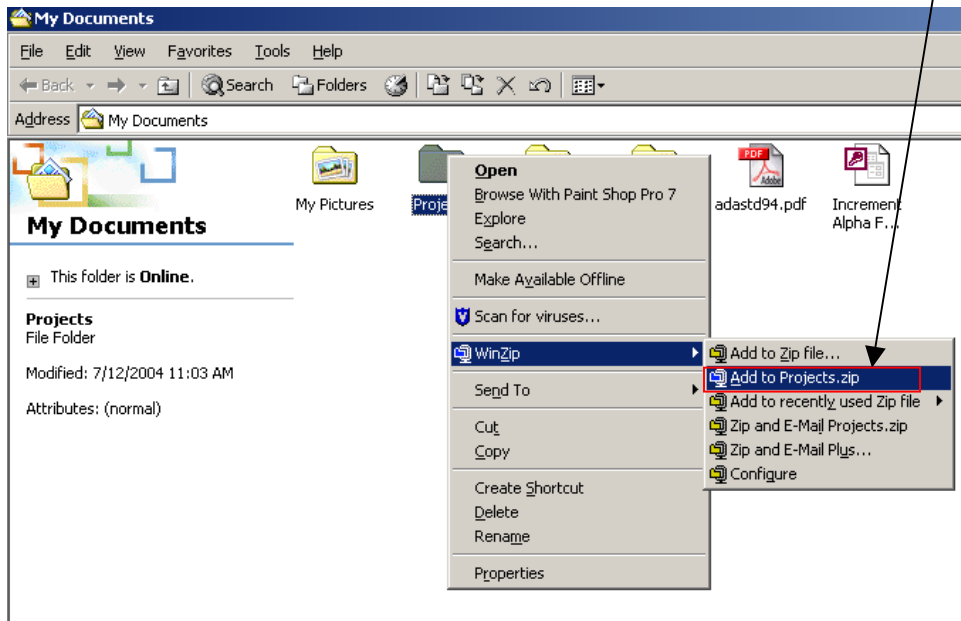 My Documents
File Edit View Favorites Tools Help
Back Search Folders
Address My Documents
My Documents
This folder is Online.
Projects
File Folder
Modified: 7/12/2004 11:03 AM
Attributes: (normal)
My Pictures
Proje
PDF
Adobe
adastd94.pdf
Increment
Alpha F...
Open
Browse With Paint Shop Pro 7
Explore
Search...
Make Available Offline
Scan for viruses...
WinZip
Send To
Cut
Copy
Create Shortcut
Delete
Rename
Properties
Add to Zip file...
Add to Projects.zip
Add to recently used Zip file
Zip and E-Mail Projects.zip
Zip and E-Mail Plus...
Configure